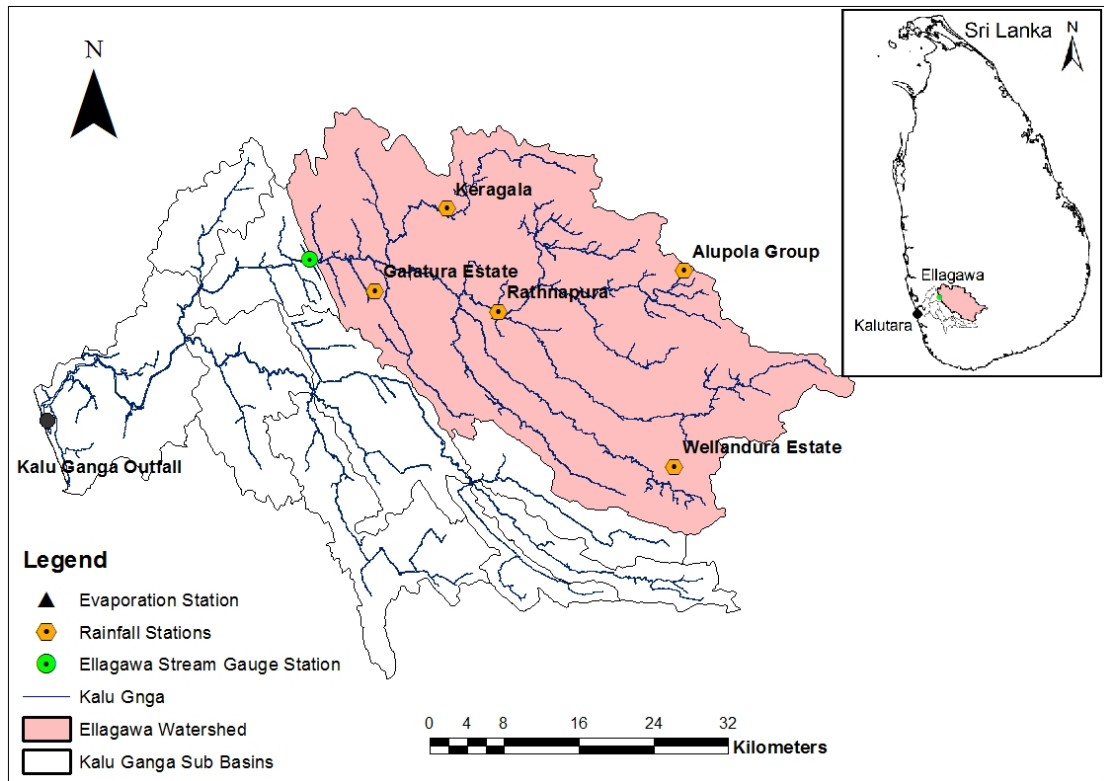 N
Sri Lanka
N
Keragala
Alupola Group
Galatura Estate
Rathnapura
Ellagawa
Kalutara
Wellandura Estate
Kalu Ganga Outfall
Legend
Evaporation Station
Rainfall Stations
Ellagawa Stream Gauge Station
Kalu Gnga
Ellagawa Watershed
Kalu Ganga Sub Basins
0 4 8 16 24 32
Kilometers